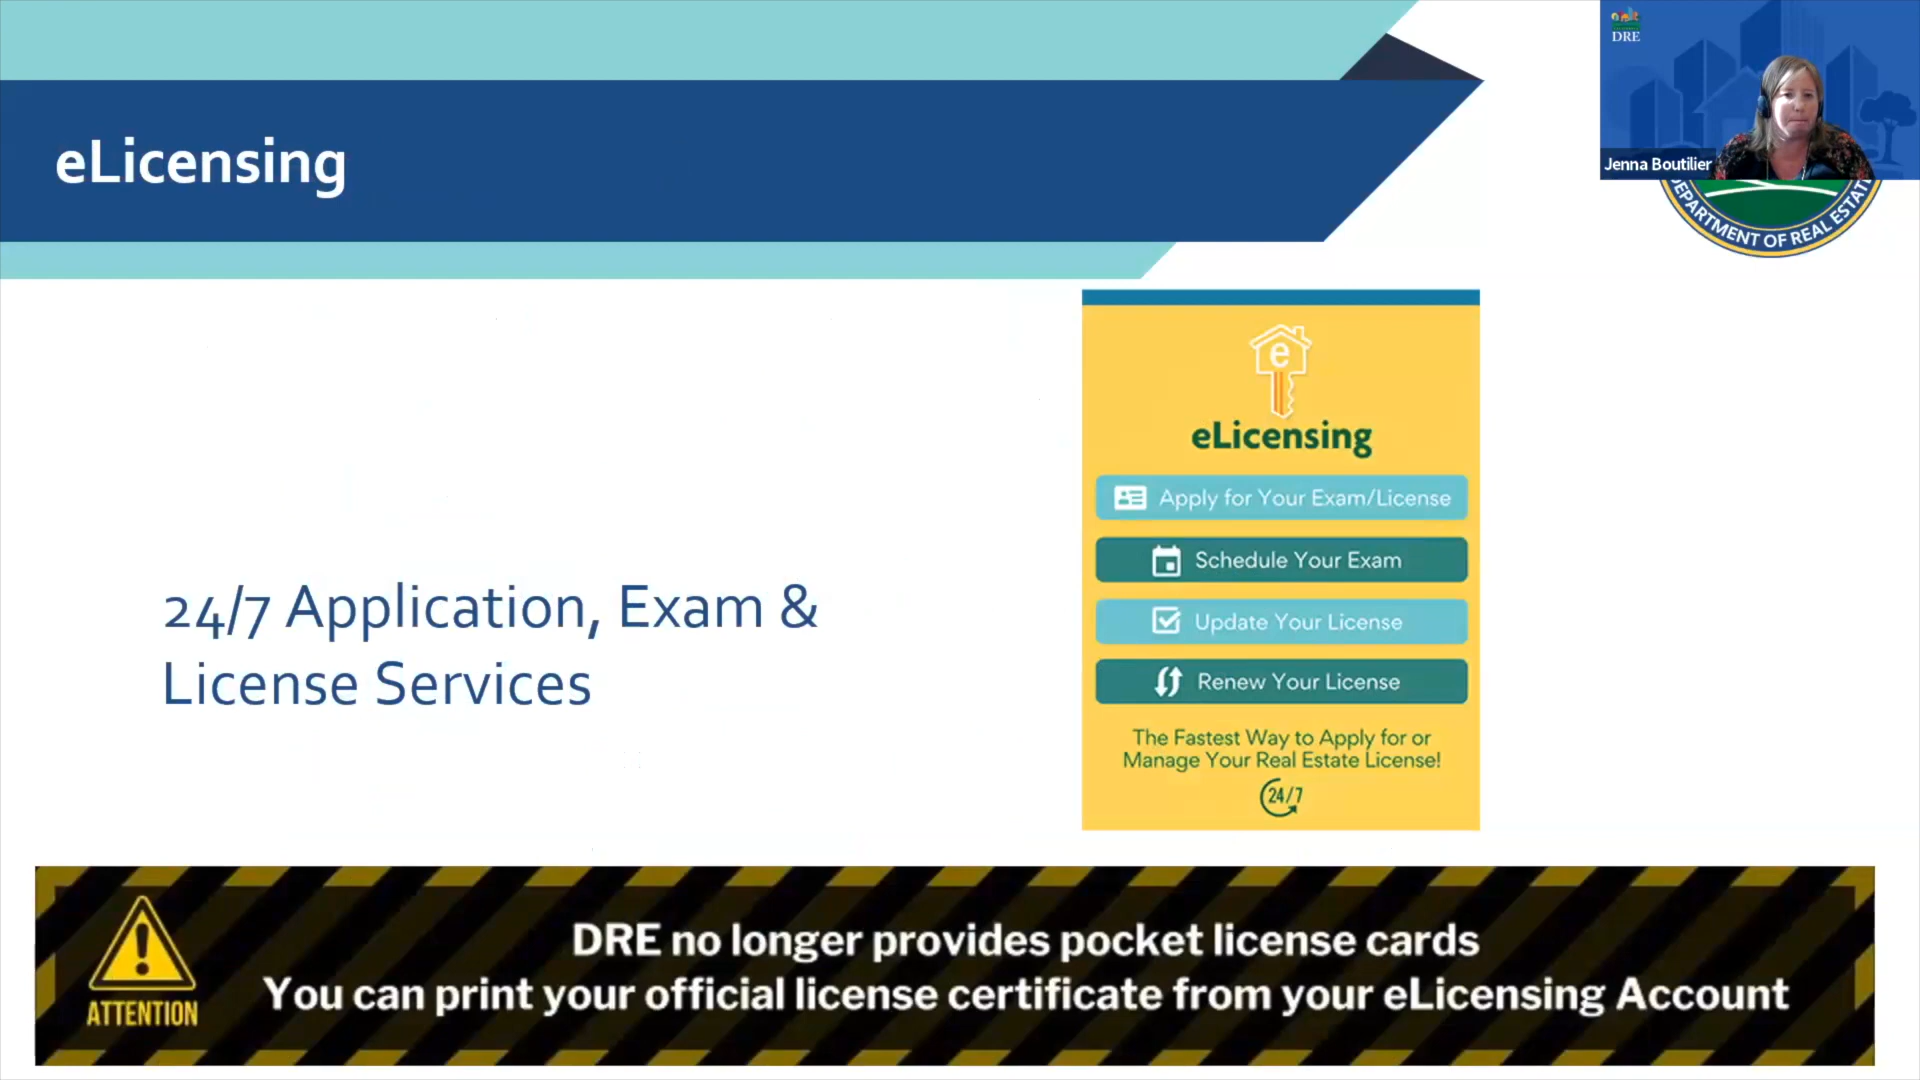 eLicensing
DRE
Jenna Boutilier
DEPARTMENT OF REAL ESTATE
24/7 Application, Exam &
License Services
e
eLicensing
Apply for Your Exam/License
Schedule Your Exam
Update Your License
Renew Your License
The Fastest Way to Apply for or
Manage Your Real Estate License!
24/7
ATTENTION
DRE no longer provides pocket license cards
You can print your official license certificate from your eLicensing Account